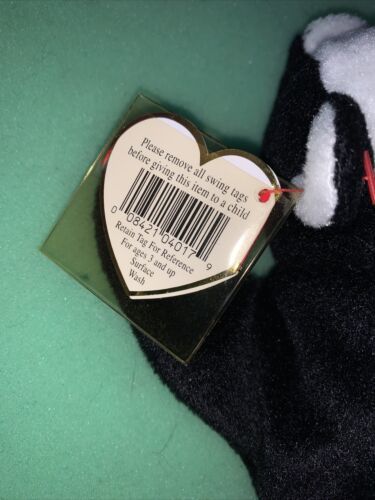 Please remove all swing tags
before giving this item to a child
0 08421 04017 9
Retain Tag For Reference
For ages 3 and up
Surface
Wash